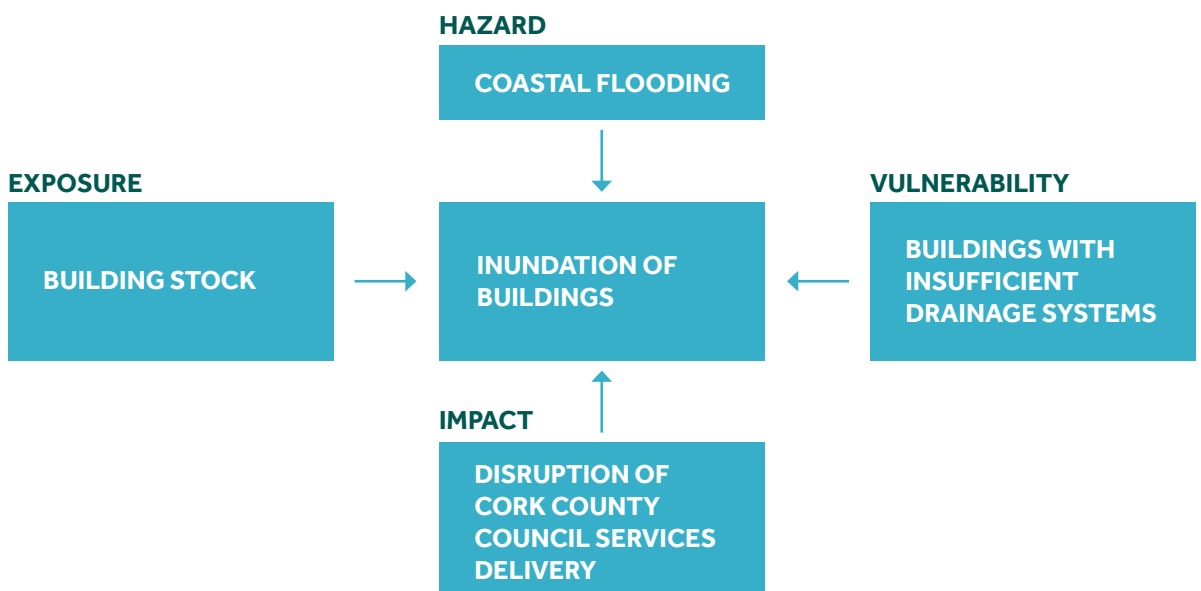 HAZARD
COASTAL FLOODING
EXPOSURE
BUILDING STOCK
INUNDATION OF
BUILDINGS
VULNERABILITY
BUILDINGS WITH
INSUFFICIENT
DRAINAGE SYSTEMS
IMPACT
DISRUPTION OF
CORK COUNTY
COUNCIL SERVICES
DELIVERY